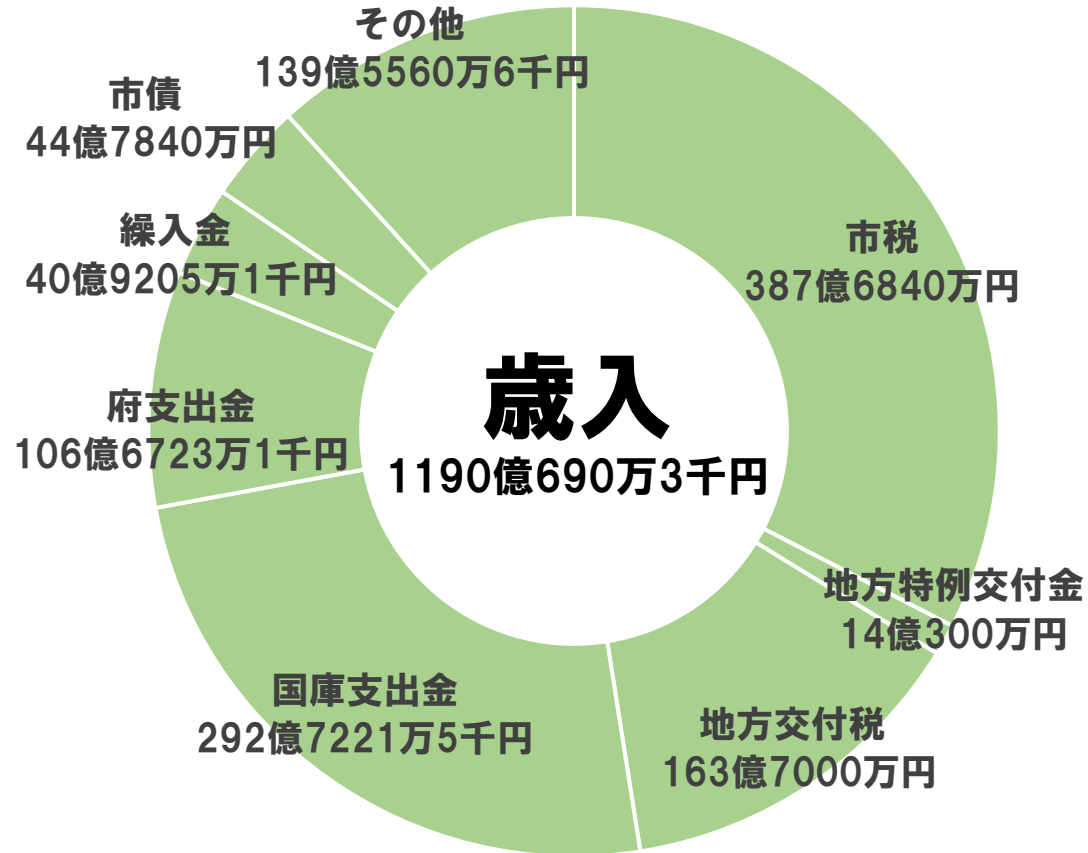 歳入
1190億690万3千円
市税
387億6840万円
地方特例交付金
14億300万円
地方交付税
163億7000万円
国庫支出金
292億7221万5千円
府支出金
106億6723万1千円
繰入金
40億9205万1千円
市債
44億7840万円
その他
139億5560万6千円